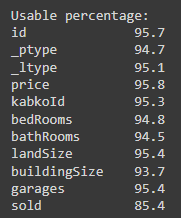 Usable percentage:
id 95.7
_ptype 94.7
_ltype 95.1
price 95.8
kabkoId 95.3
bedRooms 94.8
bathRooms 94.5
landSize 95.4
buildingSize 93.7
garages 95.4
sold 85.4